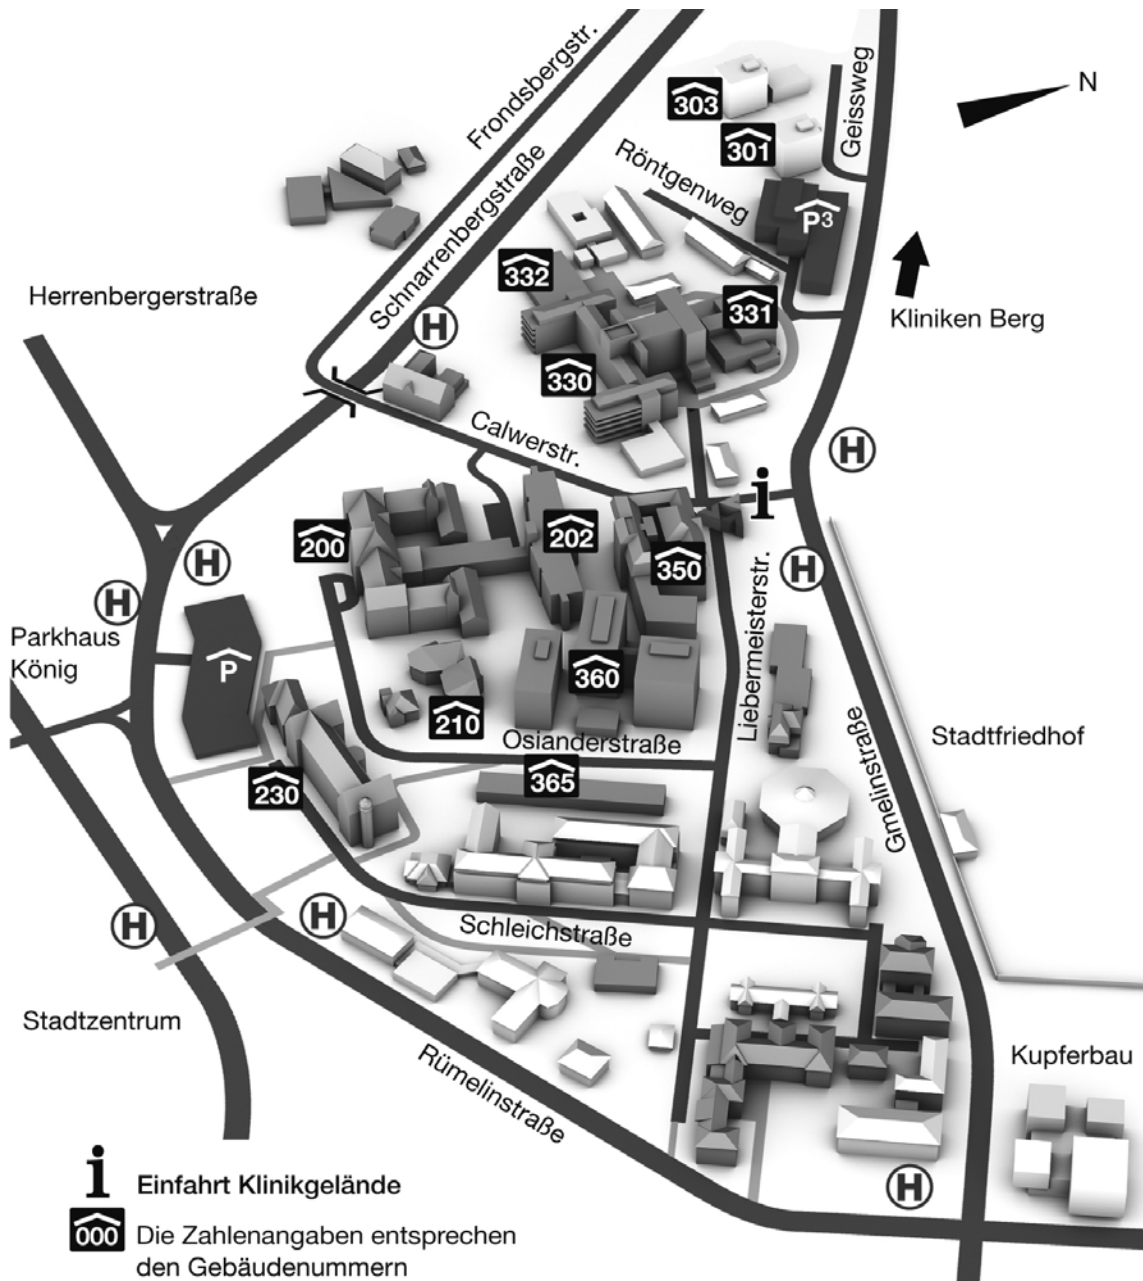 Frondsbergstr.
Schnarrenbergstraße
303
301
Geissweg
N
Röntgenweg
P3
Herrenbergerstraße
332
331
Kliniken Berg
H
330
Calwerstr.
H
i
200
202
350
H
H
H
Parkhaus
König
P
Liebermeisterstr.
360
210
Osianderstraße
Gmelinstraße
Stadtfriedhof
230
365
H
H
Schleichstraße
Stadtzentrum
Rümelinstraße
Kupferbau
H
i Einfahrt Klinikgelände
000 Die Zahlenangaben entsprechen
den Gebäudenummern